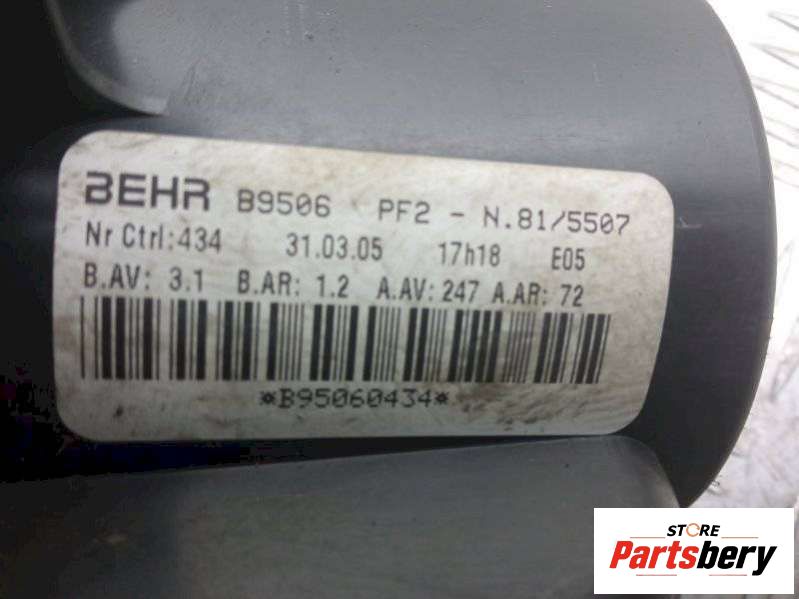 BEHR B9506 PF2 - N.81/5507
Nr Ctrl:434 31.03.05 17h18 E05
B.AV: 3.1 B.AR: 1.2 A.AV: 247 A.AR: 72
*B95060434*
STORE
Partsbery